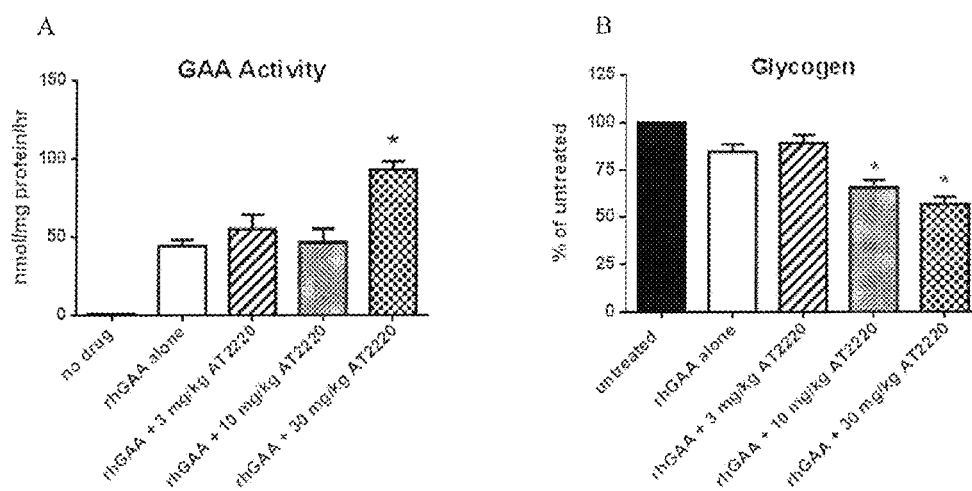 A
GAA Activity
nmol/mg protein/hr
150
100
50
0
*
no drug
rhGAA alone
rhGAA + 3 mg/kg AT2220
rhGAA + 10 mg/kg AT2220
rhGAA + 30 mg/kg AT2220
B
Glycogen
% of untreated
125
100
75
50
25
0
*
*
untreated
rhGAA alone
rhGAA + 3 mg/kg AT2220
rhGAA + 10 mg/kg AT2220
rhGAA + 30 mg/kg AT2220